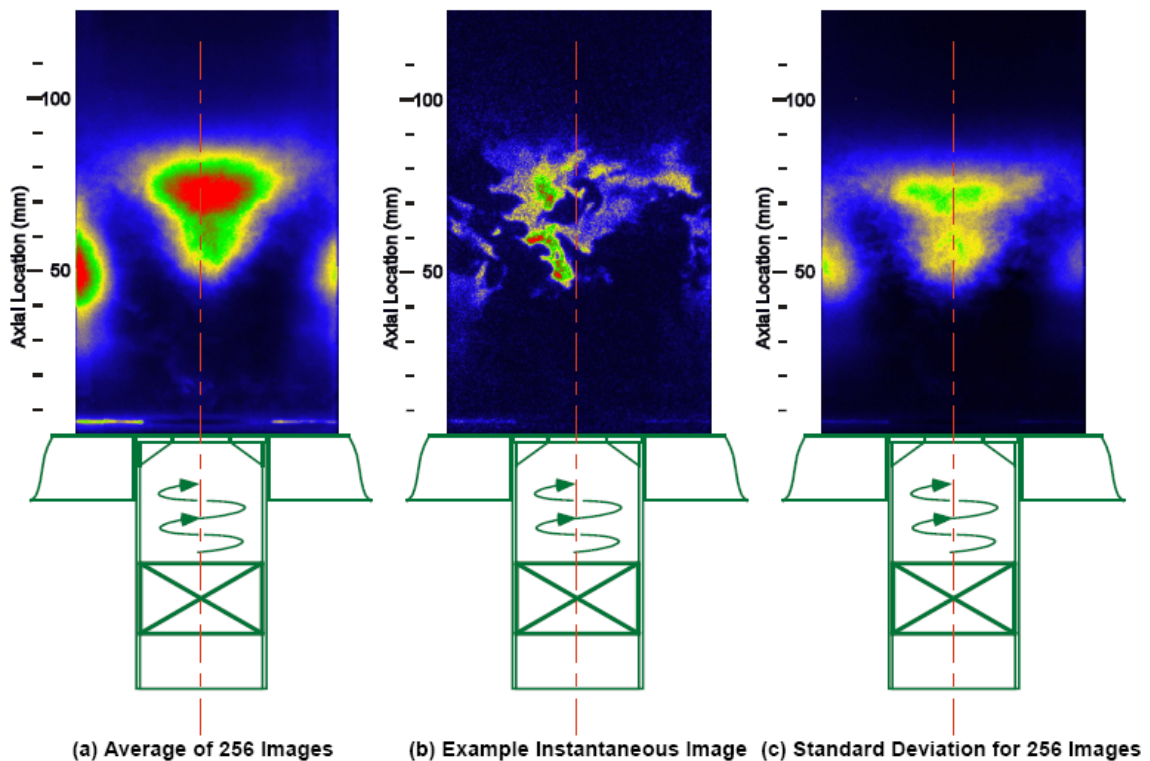 100
50
Axial Location (mm)
100
50
Axial Location (mm)
100
50
Axial Location (mm)
(a) Average of 256 Images
(b) Example Instantaneous Image
(c) Standard Deviation for 256 Images